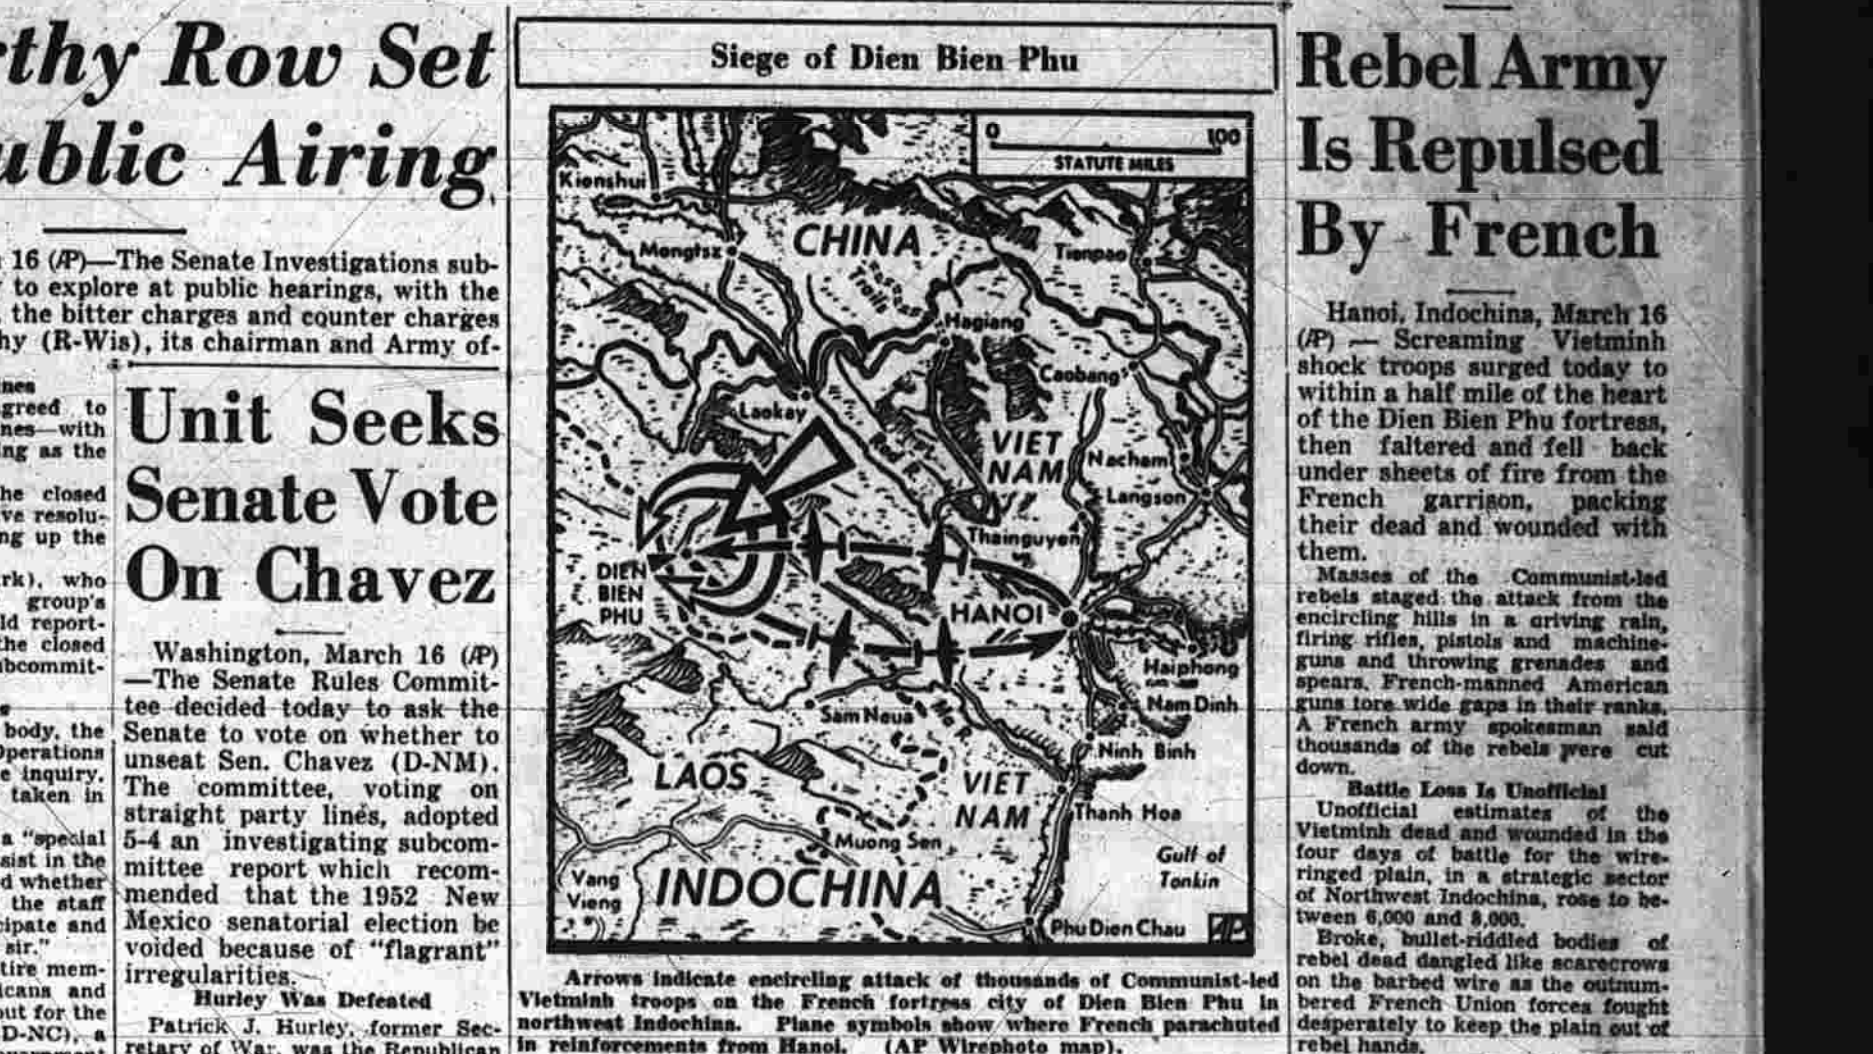 thy Row Set
ublic Airing
16 (AP)—The Senate Investigations sub-
to explore at public hearings, with the
the bitter charges and counter charges
hy (R-Wis), its chairman and Army of-
nes
greed to
nes—with
ing as the
he closed
ve resolu-
ng up the
rk), who
group's
ld report-
the closed
ubcommit-
body, the
Operations
e inquiry.
taken in
a "special
sist in the
d whether
the staff
cipate and
sir."
tire mem-
icans and
out for the
D-NC), a
Unit Seeks
Senate Vote
On Chavez
Washington, March 16 (AP)
—The Senate Rules Commit-
tee decided today to ask the
Senate to vote on whether to
unseat Sen. Chavez (D-NM).
The committee, voting on
straight party lines, adopted
5-4 an investigating subcom-
mittee report which recom-
mended that the 1952 New
Mexico senatorial election be
voided because of "flagrant"
irregularities.
Hurley Was Defeated
Patrick J. Hurley, former Sec-
retary of War, was the Republican
Siege of Dien Bien Phu
0 100
STATUTE MILES
Kienshui
Mengtsz
CHINA
Tienpao
Access
Trails
Hagiang
Caobang
Laokay
Red R.
VIET
NAM
Nacham
Langson
Thainguyen
DIEN
BIEN
PHU
HANOI
Haiphong
Nam Dinh
Sam Neua
Ma R.
Ninh Binh
LAOS
VIET
NAM
Thanh Hoa
Muong Sen
Gulf of
Tonkin
Vang
Vieng
INDOCHINA
Phu Dien Chau
AP
Arrows indicate encircling attack of thousands of Communist-led
Vietminh troops on the French fortress city of Dien Bien Phu in
northwest Indochina. Plane symbols show where French parachuted
in reinforcements from Hanoi. (AP Wirephoto map).
Rebel Army
Is Repulsed
By French
Hanoi, Indochina, March 16
(AP) — Screaming Vietminh
shock troops surged today to
within a half mile of the heart
of the Dien Bien Phu fortress,
then faltered and fell back
under sheets of fire from the
French garrison, packing
their dead and wounded with
them.
Masses of the Communist-led
rebels staged the attack from the
encircling hills in a driving rain,
firing rifles, pistols and machine-
guns and throwing grenades and
spears. French-manned American
guns tore wide gaps in their ranks.
A French army spokesman said
thousands of the rebels were cut
down.
Battle Loss Is Unofficial
Unofficial estimates of the
Vietminh dead and wounded in the
four days of battle for the wire-
ringed plain, in a strategic sector
of Northwest Indochina, rose to be-
tween 6,000 and 8,000.
Broke, bullet-riddled bodies of
rebel dead dangled like scarecrows
on the barbed wire as the outnum-
bered French Union forces fought
desperately to keep the plain out of
rebel hands.